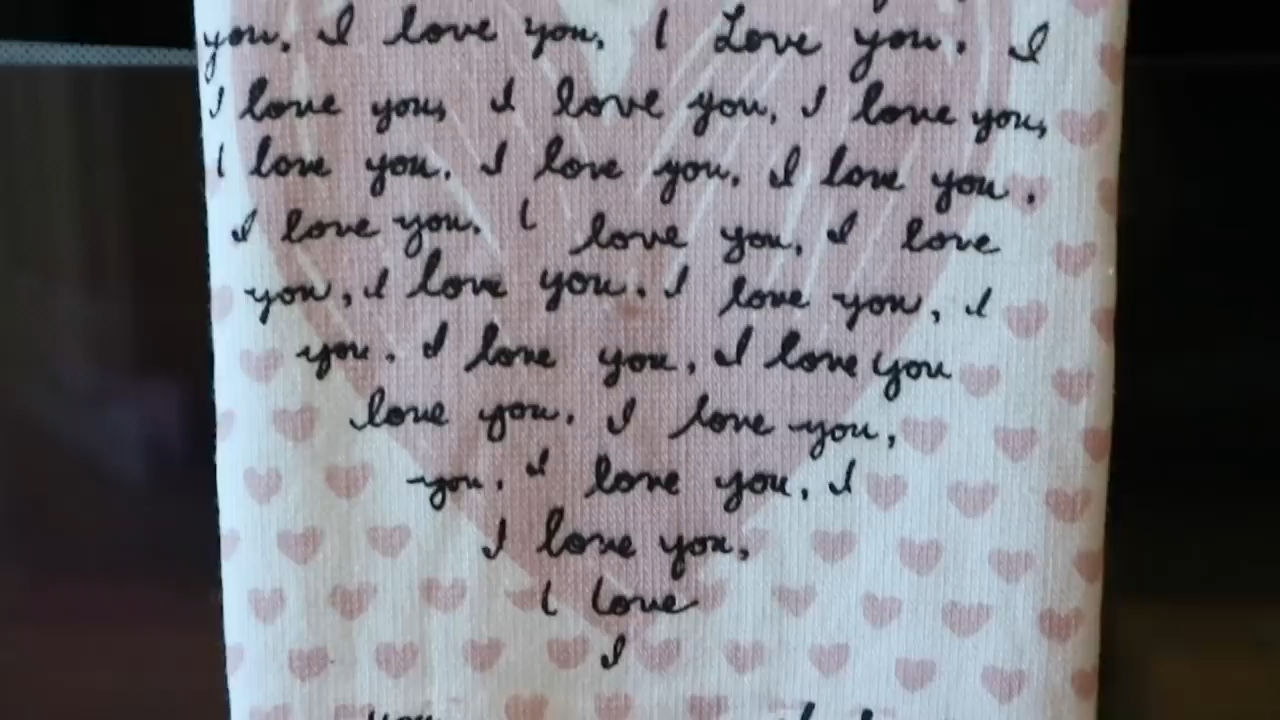 you, I love you, I Love you, I
I love you, I love you, I love you,
I love you, I love you, I love you,
I love you, I love you, I love
you, I love you, I love you, I
you, I love you, I love you
love you, I love you,
you, I love you, I
I love you,
I love
I
you